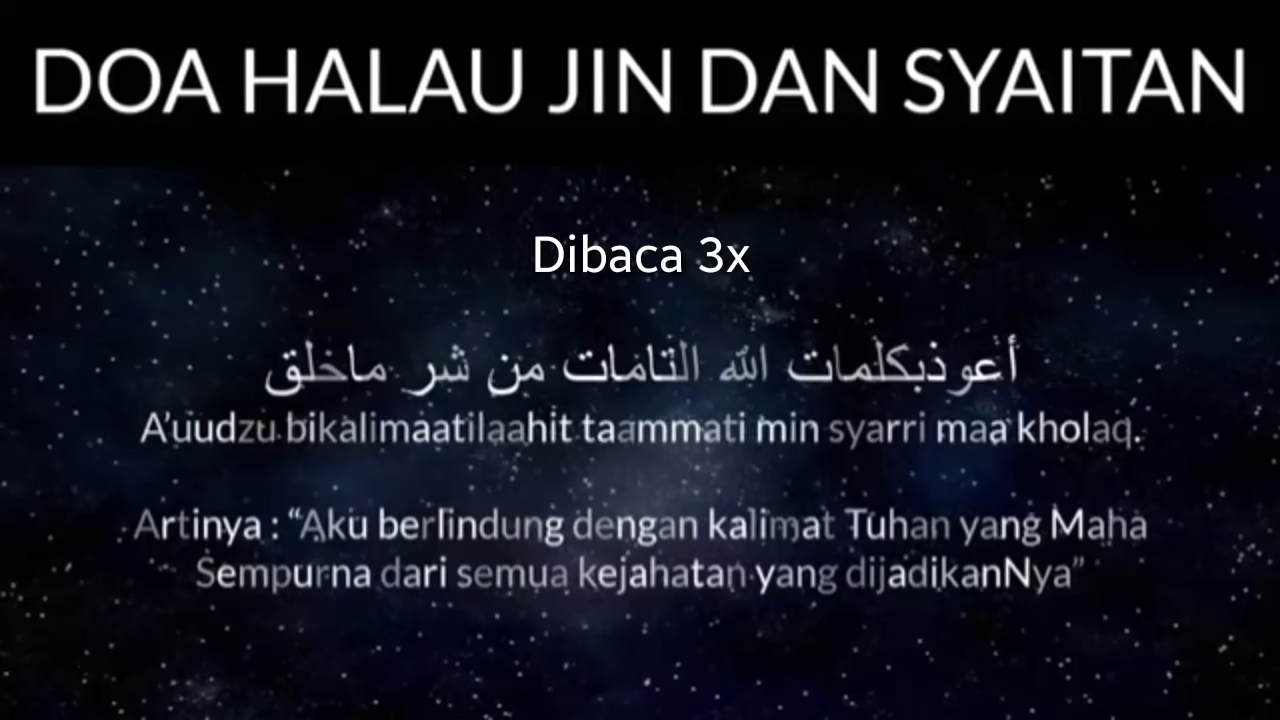 DOA HALAU JIN DAN SYAITAN
Dibaca 3x
أعوذبكلمات الله التامات من شر ماخلق
A'uudzu bikalimaatilaahit taammati min syarri maa kholaq.
Artinya : “Aku berlindung dengan kalimat Tuhan yang Maha
Sempurna dari semua kejahatan yang dijadikanNya”